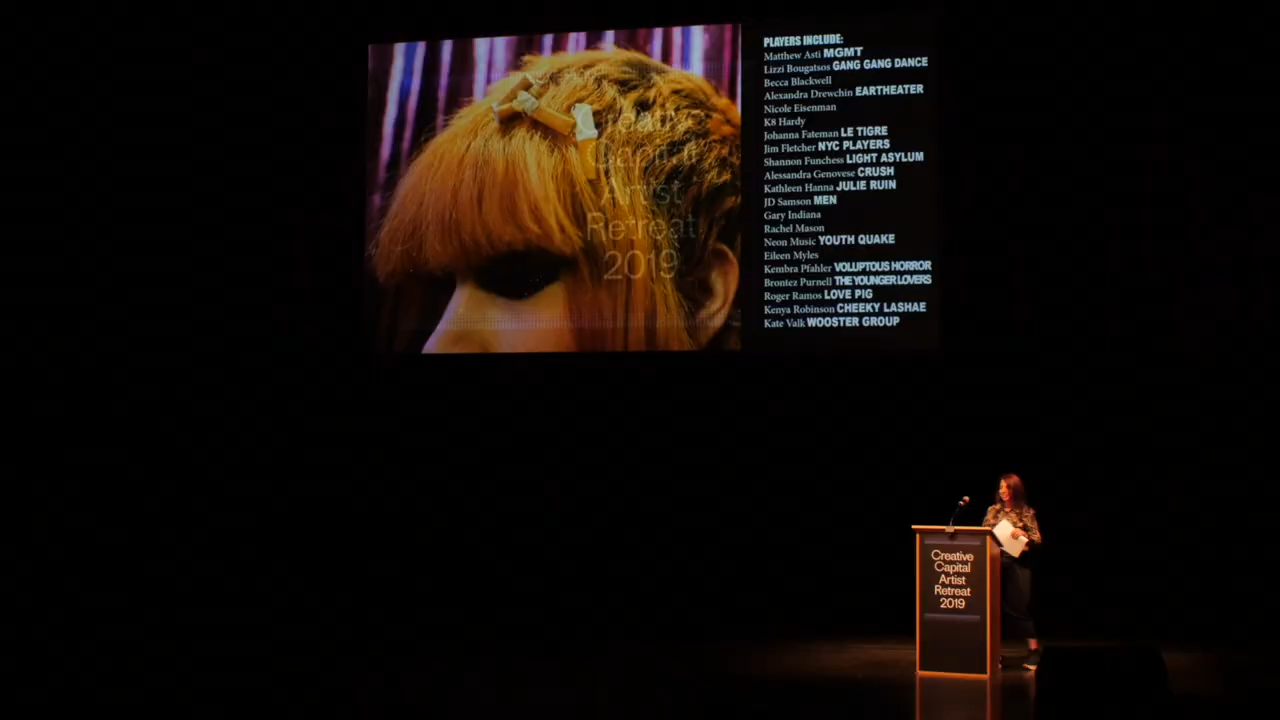 PLAYERS INCLUDE:
Matthew Asti MGMT
Lizzi Bougatsos GANG GANG DANCE
Becca Blackwell
Alexandra Drewchin EARTHEATER
Nicole Eisenman
K8 Hardy
Johanna Fateman LE TIGRE
Jim Fletcher NYC PLAYERS
Shannon Funchess LIGHT ASYLUM
Alessandra Genovese CRUSH
Kathleen Hanna JULIE RUIN
JD Samson MEN
Gary Indiana
Rachel Mason
Neon Music YOUTH QUAKE
Eileen Myles
Kembra Pfahler VOLUPTOUS HORROR
Brontez Purnell THE YOUNGER LOVERS
Roger Ramos LOVE PIG
Kenya Robinson CHEEKY LASHAE
Kate Valk WOOSTER GROUP
Creative
Capital
Artist
Retreat
2019
Creative
Capital
Artist
Retreat
2019